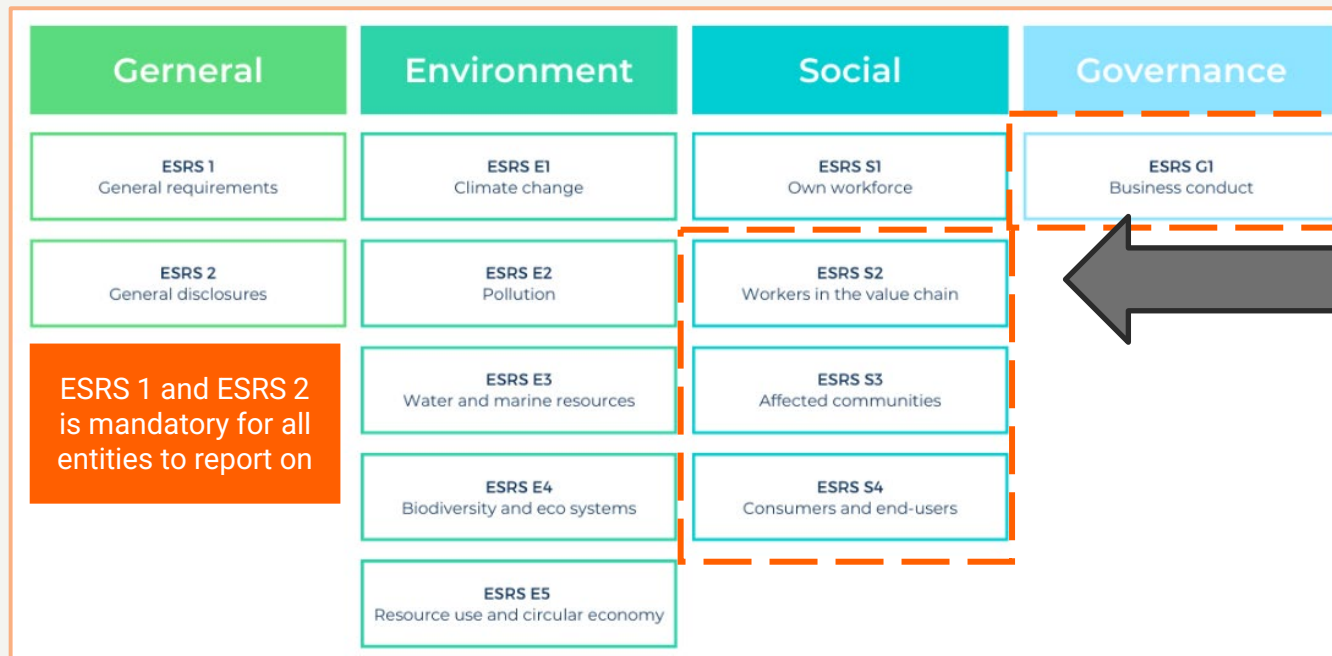 Gerneral
ESRS 1
General requirements
ESRS 2
General disclosures
ESRS 1 and ESRS 2
is mandatory for all
entities to report on
Environment
ESRS E1
Climate change
ESRS E2
Pollution
ESRS E3
Water and marine resources
ESRS E4
Biodiversity and eco systems
ESRS E5
Resource use and circular economy
Social
ESRS S1
Own workforce
ESRS S2
Workers in the value chain
ESRS S3
Affected communities
ESRS S4
Consumers and end-users
Governance
ESRS G1
Business conduct